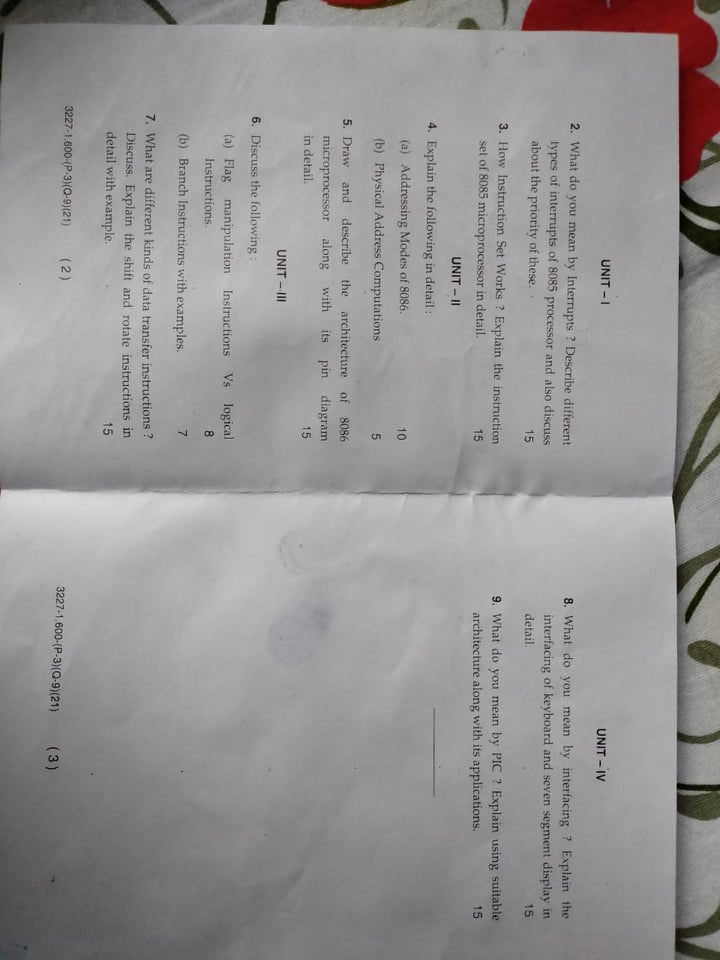 UNIT – I
2. What do you mean by Interrupts ? Describe different
types of interrupts of 8085 processor and also discuss
about the priority of these. 15
3. How Instruction Set Works ? Explain the instruction
set of 8085 microprocessor in detail. 15
UNIT – II
4. Explain the following in detail :
(a) Addressing Modes of 8086. 10
(b) Physical Address Computations 5
5. Draw and describe the architecture of 8086
microprocessor along with its pin diagram
in detail. 15
UNIT – III
6. Discuss the following :
(a) Flag manipulation Instructions Vs logical
Instructions. 8
(b) Branch Instructions with examples. 7
7. What are different kinds of data transfer instructions ?
Discuss. Explain the shift and rotate instructions in
detail with example. 15
3227-1,600-(P-3)(Q-9)(21) (2)
UNIT – IV
8. What do you mean by interfacing ? Explain the
interfacing of keyboard and seven segment display in
detail. 15
9. What do you mean by PIC ? Explain using suitable
architecture along with its applications. 15
3227-1,600-(P-3)(Q-9)(21) (3)